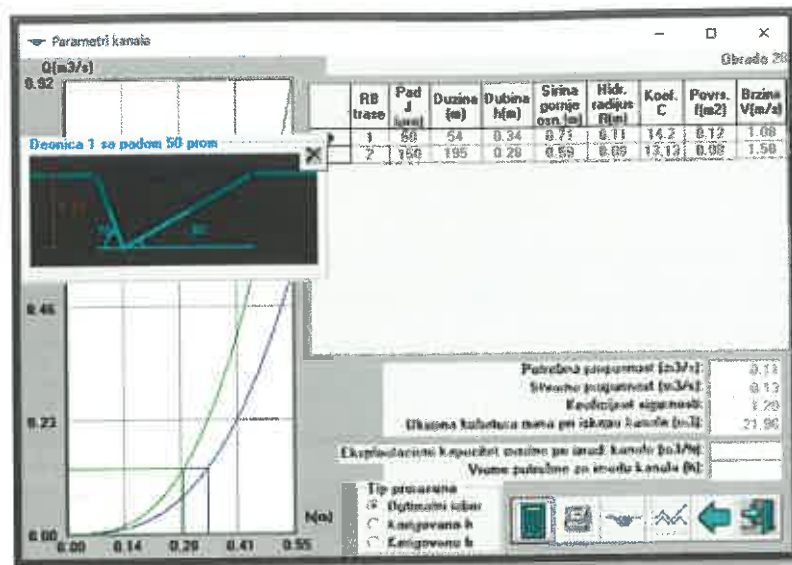 Parametri kanala
Q(m3/s)
Obrada 20
0.92
RB trase
Pad J
Duzina (m)
Dubina h(m)
Sirina gornje osn. (m)
Hidr. radijus R(m)
Koef. C
Povrs. f(m2)
Brzina V(m/s)
1 50 54 0.34 0.71 0.11 14.2 0.12 1.08
2 150 195 0.28 0.59 0.09 13.13 0.08 1.58
Deonica 1 sa padom 50 prom
0.46
0.23
0.00
0.00 0.14 0.28 0.41 0.55
h(m)
Potrebna propusnost (m3/s): 0.11
Stvarna propusnost (m3/s): 0.13
Koeficijent sigurnosti: 1.20
Ukupna kubatura masa pri iskopu kanala (m3): 21.96
Eksploatacioni kapacitet masine pri izradi kanala (m3/h):
Vreme potrebno za izradu kanala (h):
Tip proracuna
Optimalni izbor
Korigovano h
Korigovano b